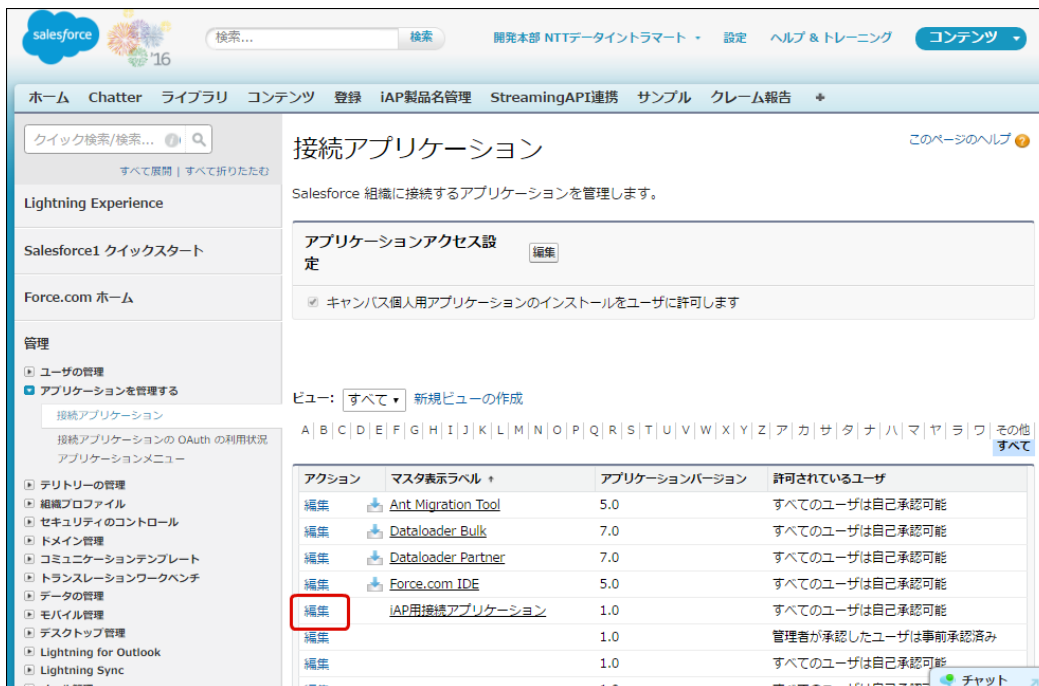 salesforce
'16
検索...
検索
開発本部 NTTデータイントラマート
設定
ヘルプ & トレーニング
コンテンツ
ホーム Chatter ライブラリ コンテンツ 登録 iAP製品名管理 StreamingAPI連携 サンプル クレーム報告 +
クイック検索/検索...
すべて展開 | すべて折りたたむ
Lightning Experience
Salesforce1 クイックスタート
Force.com ホーム
管理
ユーザの管理
アプリケーションを管理する
接続アプリケーション
接続アプリケーションの OAuth の利用状況
アプリケーションメニュー
テリトリーの管理
組織プロファイル
セキュリティのコントロール
ドメイン管理
コミュニケーションテンプレート
トランスレーションワークベンチ
データの管理
モバイル管理
デスクトップ管理
Lightning for Outlook
Lightning Sync
接続アプリケーション
このページのヘルプ
Salesforce 組織に接続するアプリケーションを管理します。
アプリケーションアクセス設
定
編集
キャンバス個人用アプリケーションのインストールをユーザに許可します
ビュー: すべて 新規ビューの作成
A | B | C | D | E | F | G | H | I | J | K | L | M | N | O | P | Q | R | S | T | U | V | W | X | Y | Z | ア | カ | サ | タ | ナ | ハ | マ | ヤ | ラ | ワ | その他
すべて
アクション マスタ表示ラベル ↑ アプリケーションバージョン 許可されているユーザ
編集 Ant Migration Tool 5.0 すべてのユーザは自己承認可能
編集 Dataloader Bulk 7.0 すべてのユーザは自己承認可能
編集 Dataloader Partner 7.0 すべてのユーザは自己承認可能
編集 Force.com IDE 5.0 すべてのユーザは自己承認可能
編集 iAP用接続アプリケーション 1.0 すべてのユーザは自己承認可能
編集 1.0 管理者が承認したユーザは事前承認済み
編集 1.0 すべてのユーザは自己承認可能
チャット